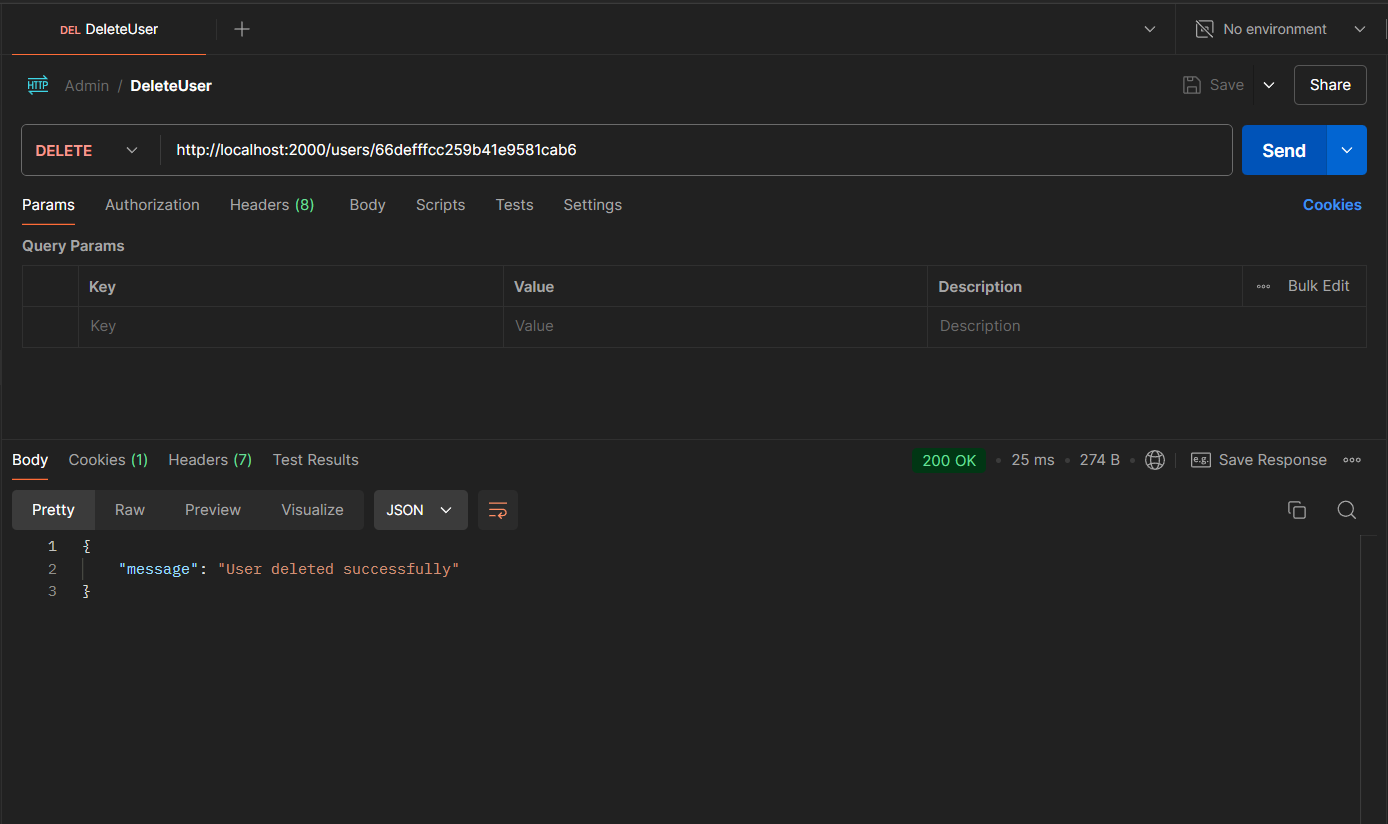 DEL DeleteUser
No environment
HTTP Admin / DeleteUser
Save
Share
DELETE http://localhost:2000/users/66defffcc259b41e9581cab6
Send
Params Authorization Headers (8) Body Scripts Tests Settings
Cookies
Query Params
Key Value Description Bulk Edit
Key Value Description
Body Cookies (1) Headers (7) Test Results
200 OK • 25 ms • 274 B •
e.g. Save Response
Pretty Raw Preview Visualize JSON
1 {
2 "message": "User deleted successfully"
3 }